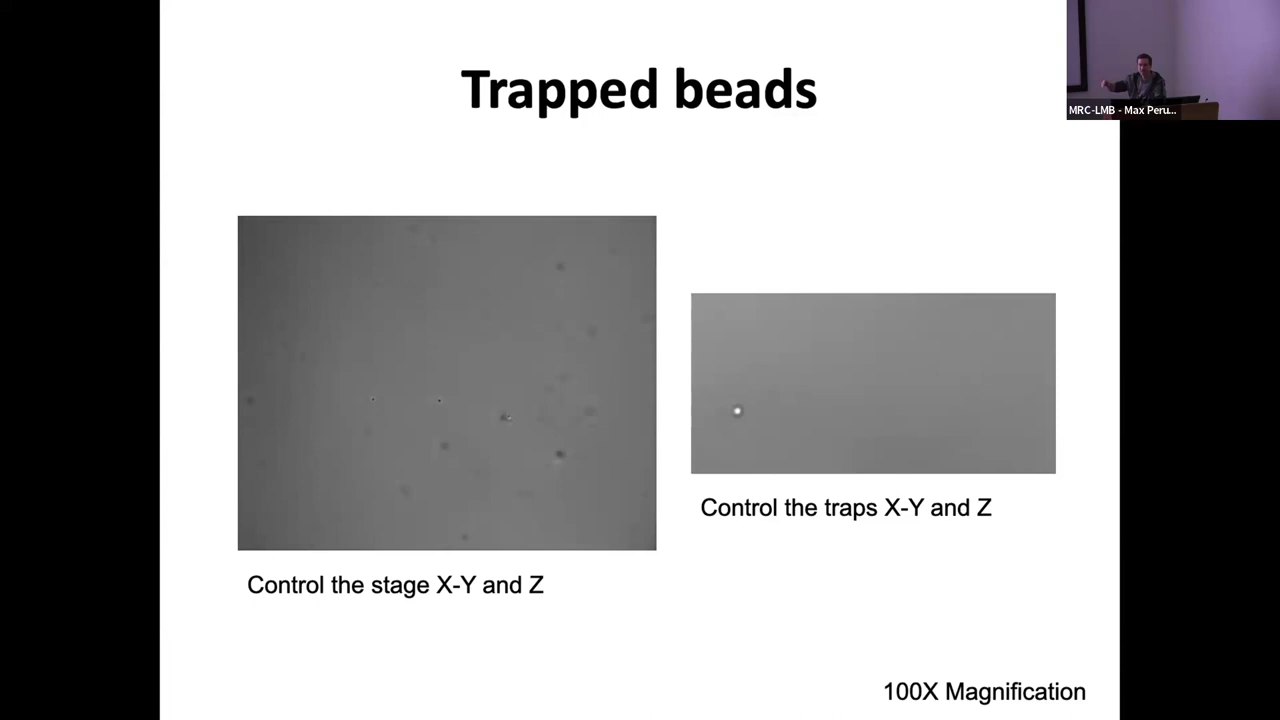 Trapped beads
MRC-LMB - Max Peru...
Control the traps X-Y and Z
Control the stage X-Y and Z
100X Magnification